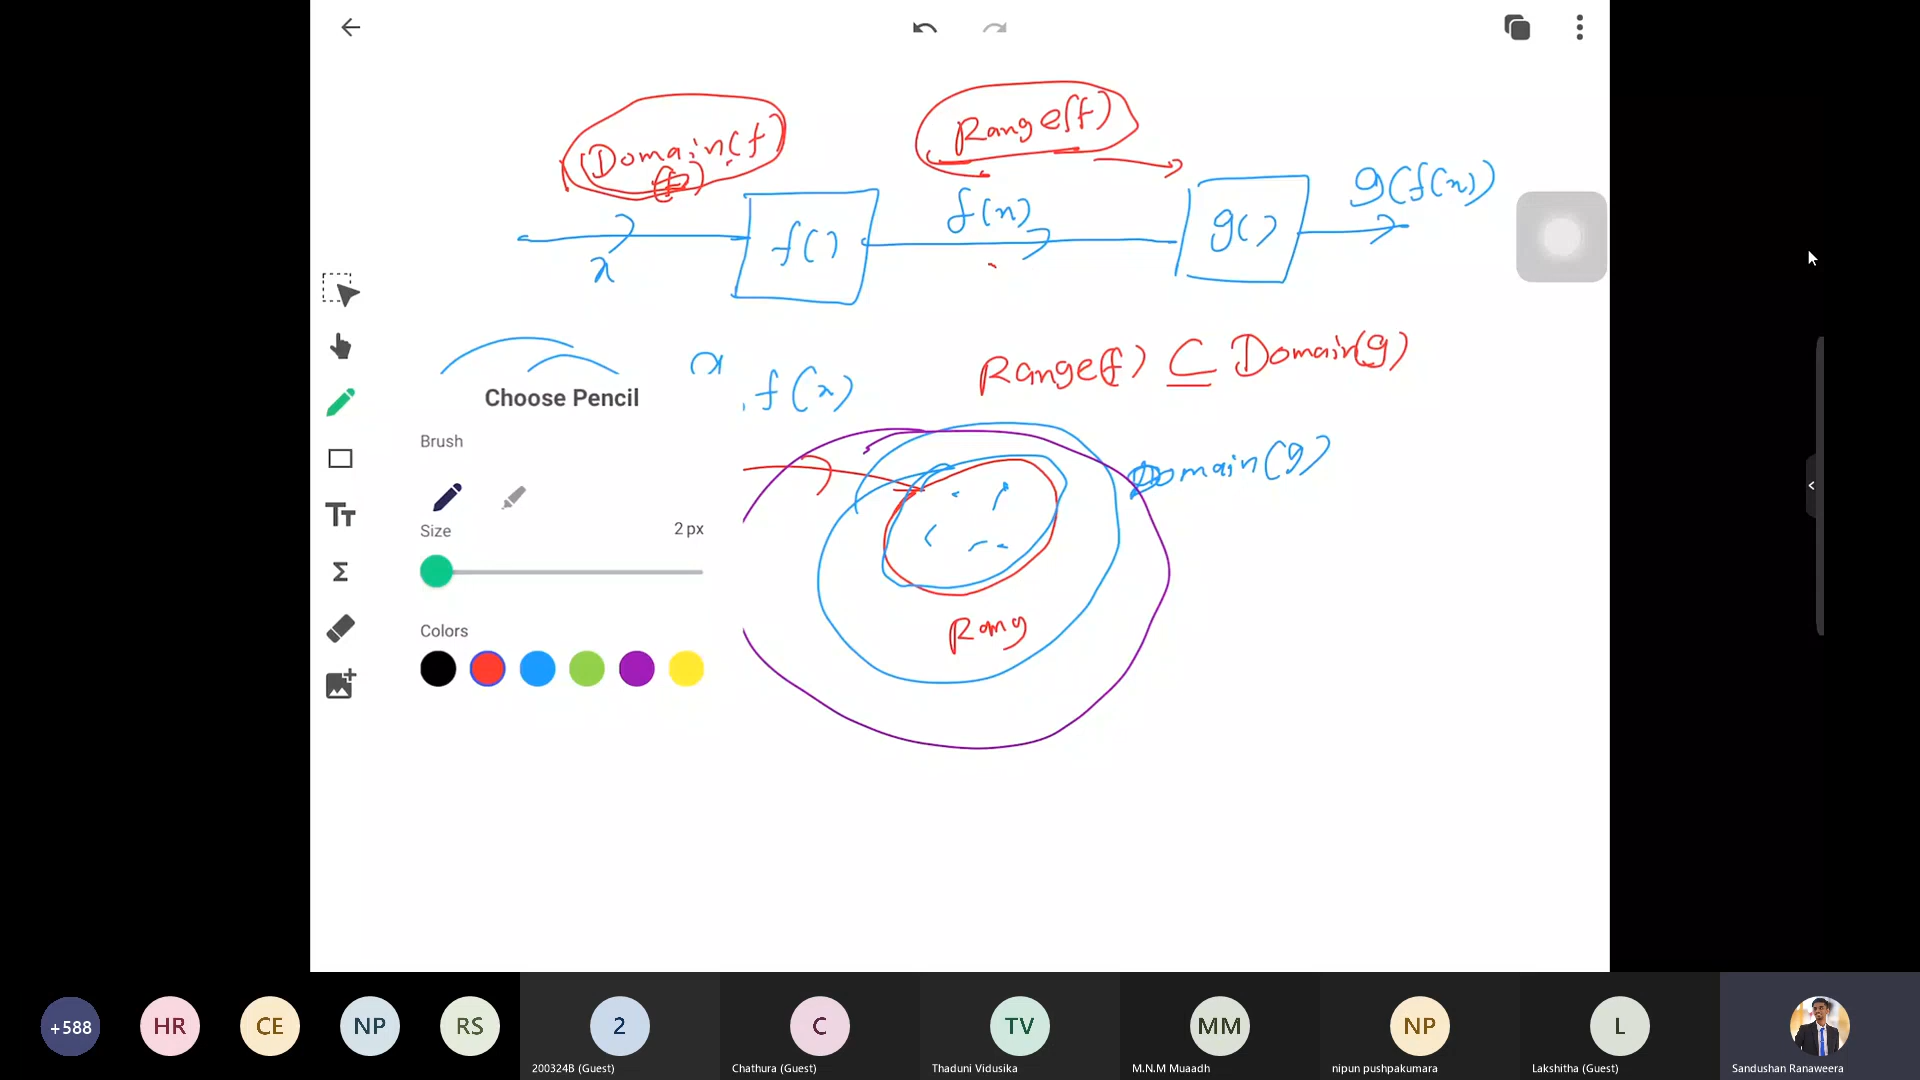 (Domain(f)
Range(f)
f(x)
g(f(x))
x
f()
g()
Range(f) ⊆ Domain(g)
f(x)
Choose Pencil
Brush
Domain(g)
Size
2 px
Rang
Colors
+588
HR
CE
NP
RS
2
C
TV
MM
NP
L
200324B (Guest)
Chathura (Guest)
Thaduni Vidusika
M.N.M Muaadh
nipun pushpakumara
Lakshitha (Guest)
Sandushan Ranaweera